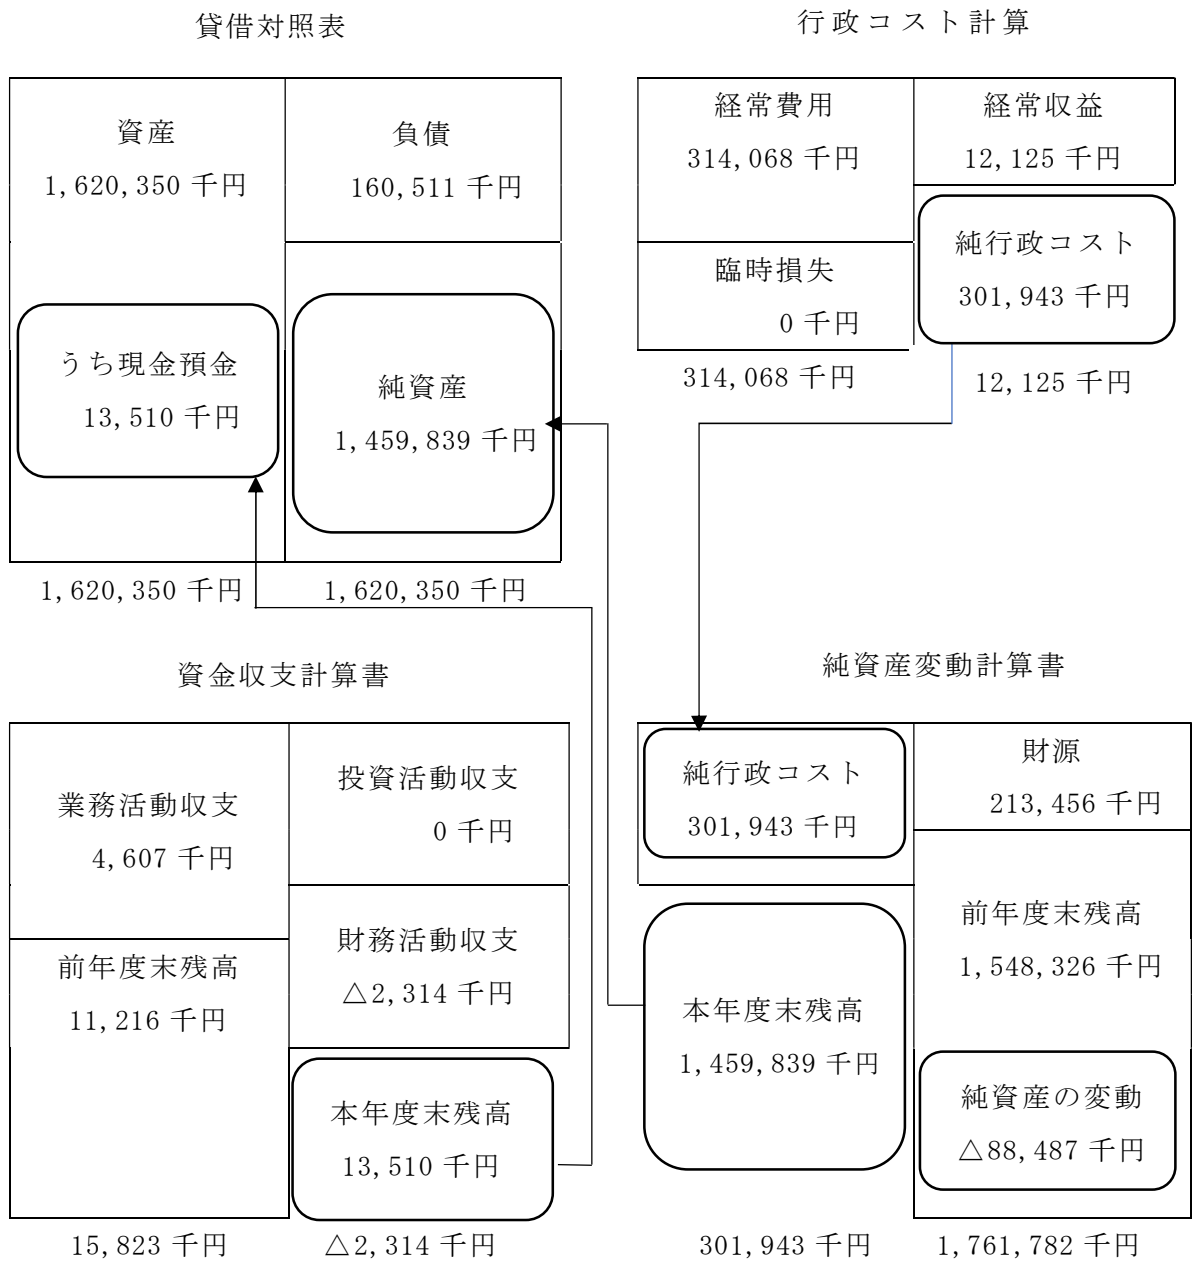 貸借対照表
資産
1,620,350 千円
負債
160,511 千円
うち現金預金
13,510 千円
純資産
1,459,839 千円
1,620,350 千円
1,620,350 千円
行政コスト計算
経常費用
314,068 千円
経常収益
12,125 千円
純行政コスト
301,943 千円
臨時損失
0 千円
314,068 千円
12,125 千円
資金収支計算書
業務活動収支
4,607 千円
投資活動収支
0 千円
財務活動収支
△2,314 千円
前年度末残高
11,216 千円
本年度末残高
13,510 千円
15,823 千円
△2,314 千円
純資産変動計算書
純行政コスト
301,943 千円
財源
213,456 千円
前年度末残高
1,548,326 千円
本年度末残高
1,459,839 千円
純資産の変動
△88,487 千円
301,943 千円
1,761,782 千円